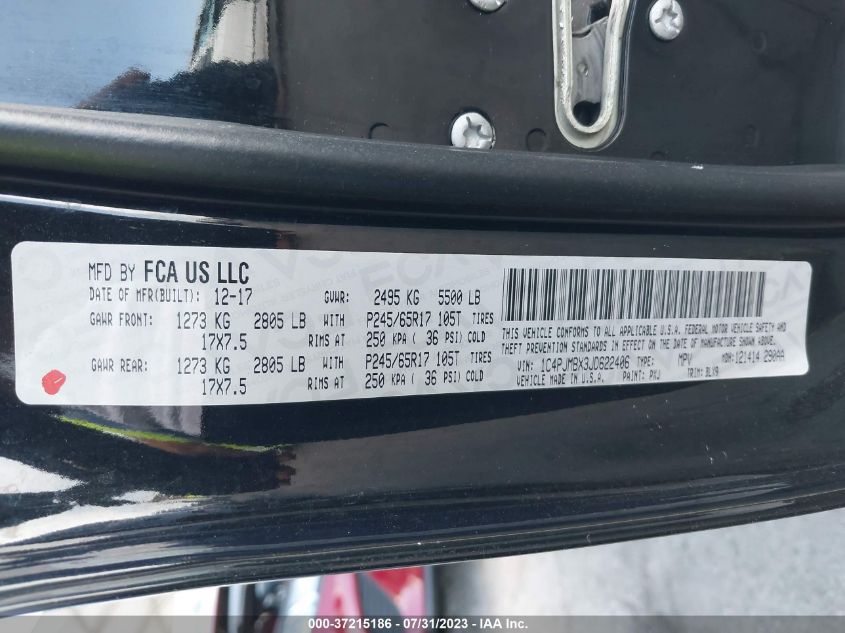 MFD BY FCA US LLC
DATE OF MFR(BUILT): 12-17 GVWR: 2495 KG 5500 LB
GAWR FRONT: 1273 KG 2805 LB WITH P245/65R17 105T TIRES
17X7.5 RIMS AT 250 KPA ( 36 PSI) COLD
GAWR REAR: 1273 KG 2805 LB WITH P245/65R17 105T TIRES
17X7.5 RIMS AT 250 KPA ( 36 PSI) COLD
THIS VEHICLE CONFORMS TO ALL APPLICABLE U.S.A. FEDERAL MOTOR VEHICLE SAFETY AND
THEFT PREVENTION STANDARDS IN EFFECT ON THE DATE OF MANUFACTURE SHOWN ABOVE.
VIN: 1C4PJMBX3JD622406 TYPE: MPV MDH: 121414 290AA
VEHICLE MADE IN U.S.A. PAINT: PXJ TRIM: BLX9
000-37215186 - 07/31/2023 - © IAA Inc.